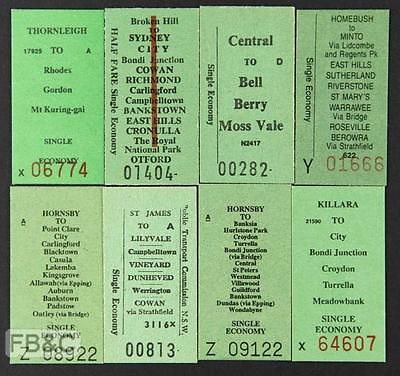 THORNLEIGH
17925 TO A
Rhodes
Gordon
Mt Kuring-gai
SINGLE
ECONOMY
X 06774
Broken Hill
to
SYDNEY
CITY
Bondi Junction
COWAN
RICHMOND
Carlingford
Campbelltown
BANKSTOWN
EAST HILLS
CRONULLA
The Royal
National Park
OTFORD
HALF FARE Single Economy
01404
Central
TO D
Bell
Berry
Moss Vale
N2417
Single Economy
00282
HOMEBUSH
to
MINTO
Via Lidcombe
and Regents Pk
EAST HILLS
SUTHERLAND
RIVERSTONE
ST MARY'S
WARRAWEE
via Bridge
ROSEVILLE
BEROWRA
Via Strathfield
622
Single Economy
Y 01666
A
HORNSBY
TO
Point Clare
City
Carlingford
Blacktown
Casula
Lakemba
Kingsgrove
Allawah (via Epping)
Auburn
Bankstown
Padstow
Oatley (via Bridge)
SINGLE
ECONOMY
Z 08922
ST JAMES
TO A
LILYVALE
Campbelltown
VINEYARD
DUNHEVED
Werrington
COWAN
via Strathfield
3116X
Single Economy
Public Transport Commission N.S.W.
00813
A
HORNSBY
TO
Banksia
Hurlstone Park
Croydon
Turrella
(via Bridge)
Central
St Peters
Westmead
Villawood
Guildford
Bankstown
Dundas (via Epping)
Wondabyne
SINGLE
ECONOMY
Z 09122
KILLARA
21590 TO A
City
Bondi Junction
Croydon
Turrella
Meadowbank
SINGLE
ECONOMY
X 64607